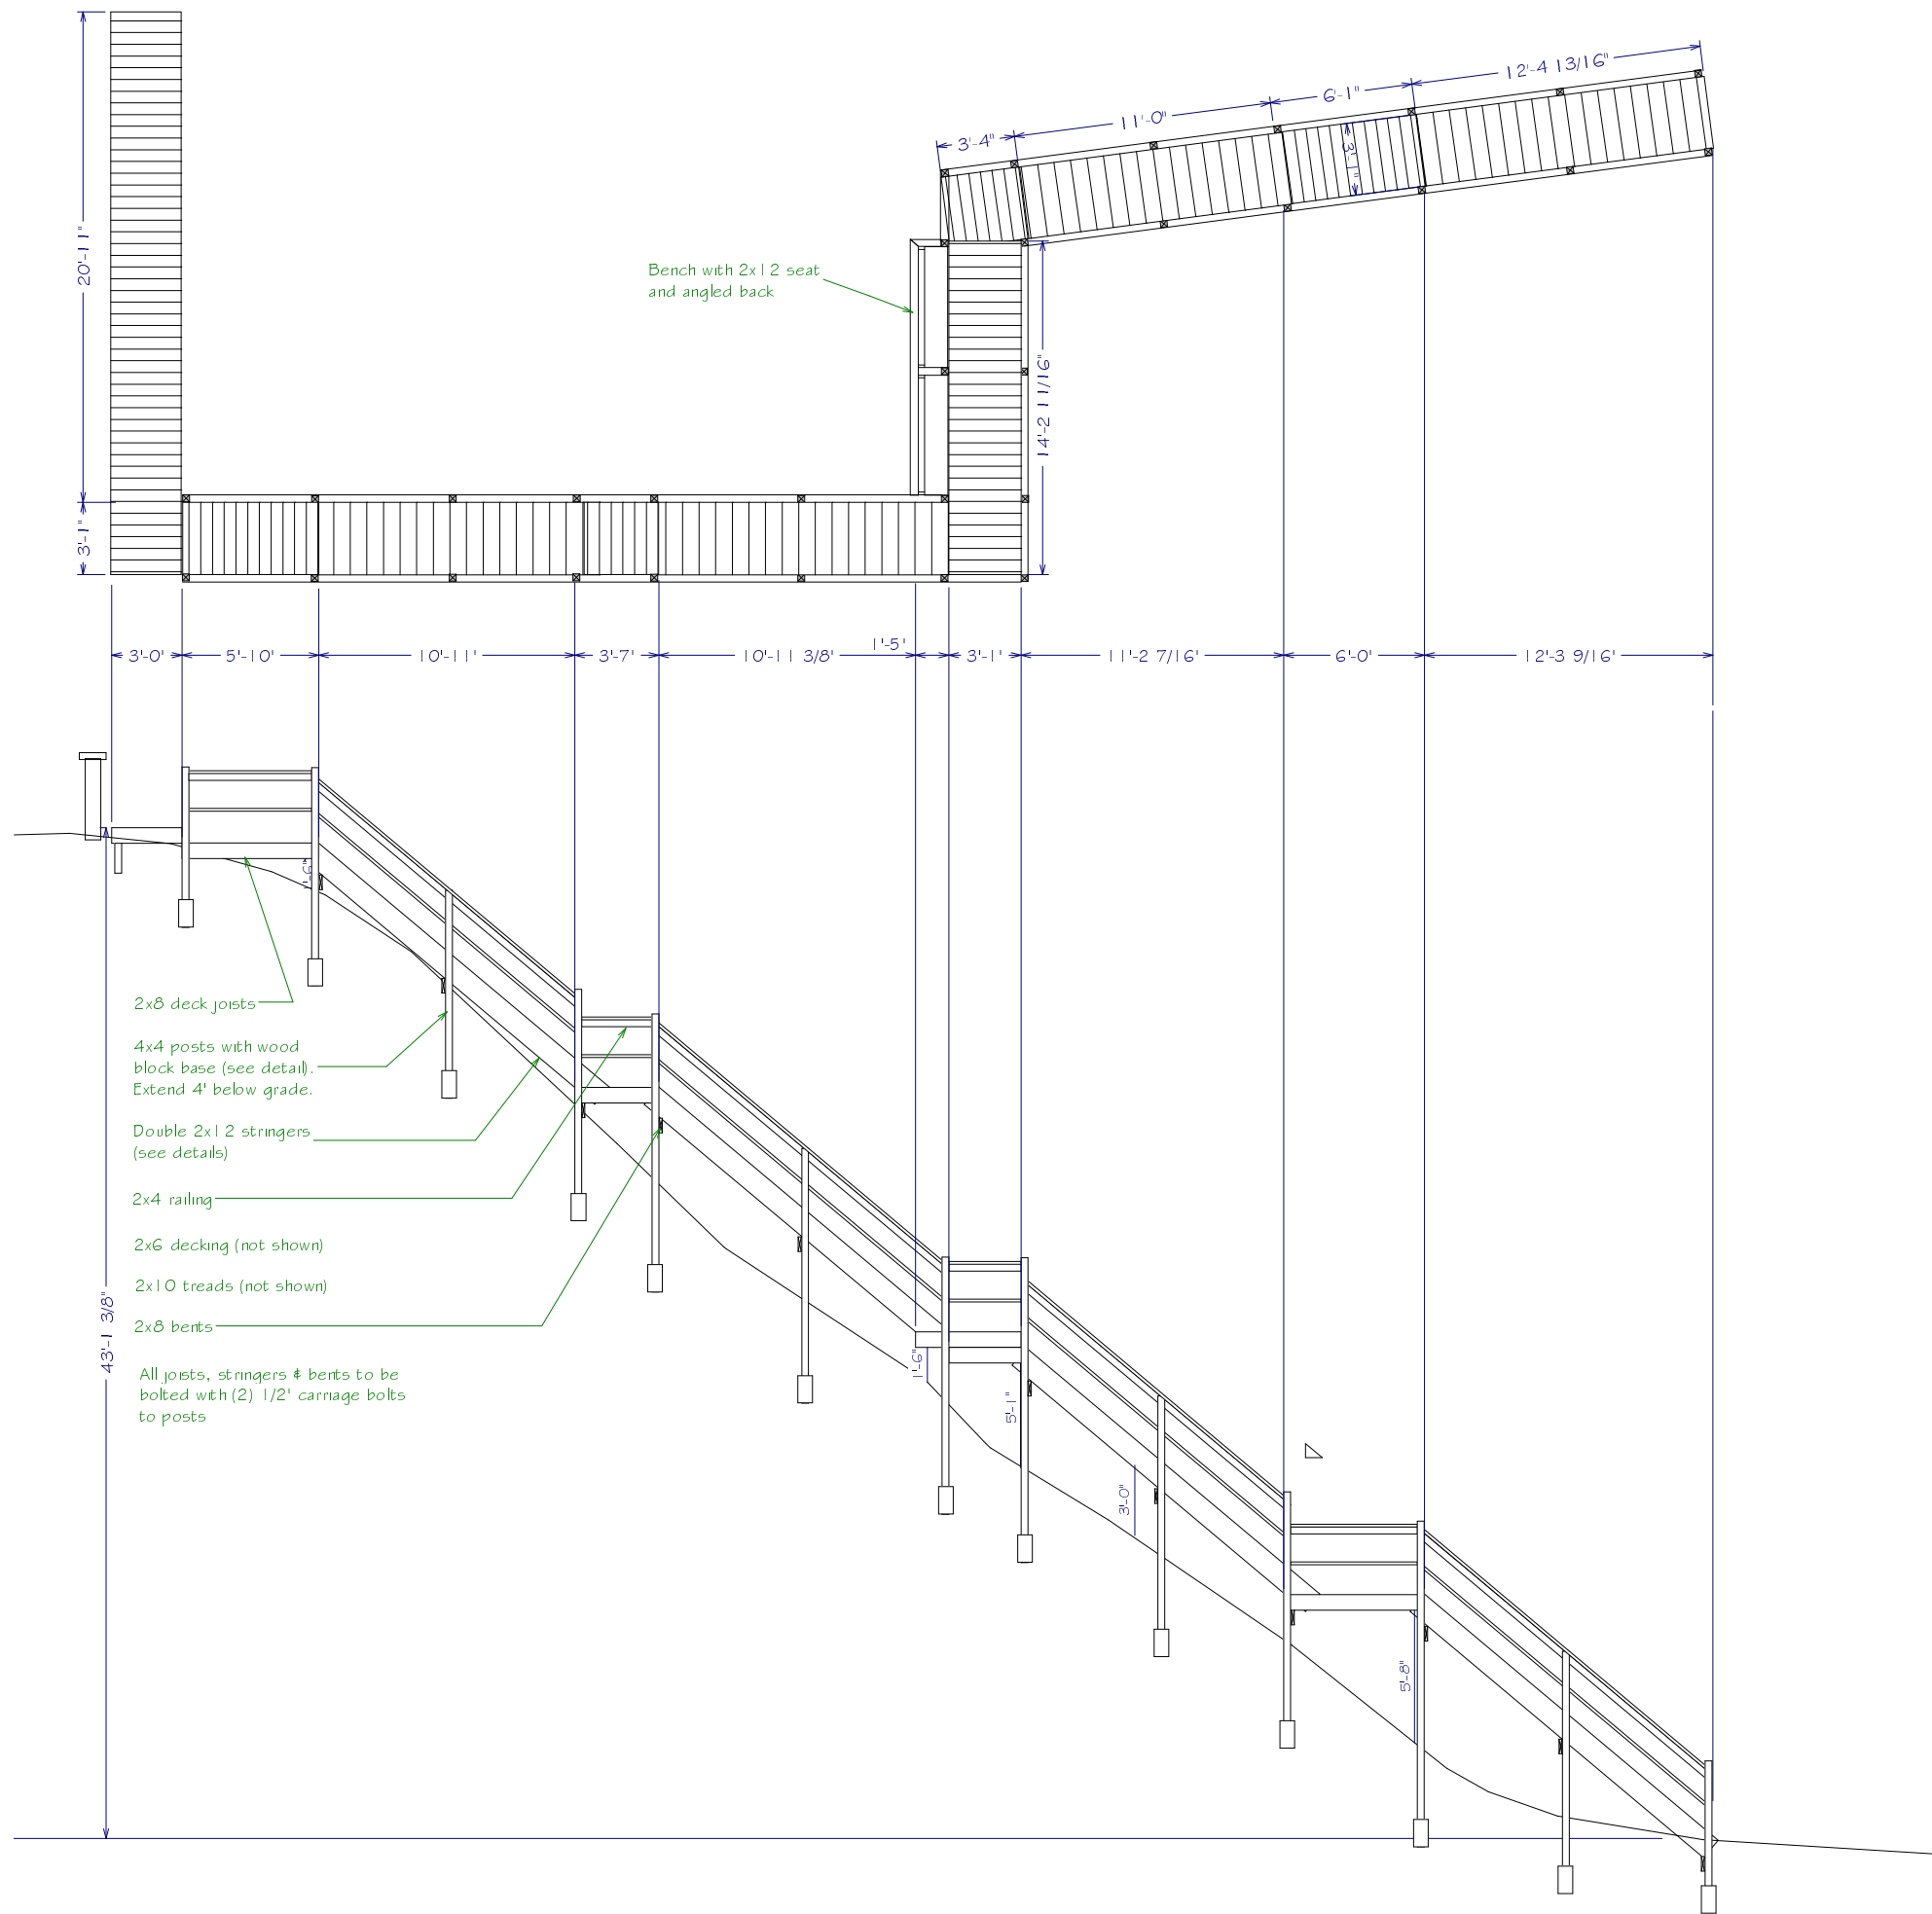 12'-4 13/16"
6'-1"
11'-0"
3'-4"
3'-1"
20'-11"
Bench with 2x12 seat
and angled back
14'-2 11/16"
3'-1"
3'-0"
5'-10"
10'-11"
3'-7"
10'-11 3/8"
1'-5"
3'-1"
11'-2 7/16"
6'-0"
12'-3 9/16"
1'-6"
2x8 deck joists
4x4 posts with wood
block base (see detail).
Extend 4' below grade.
Double 2x12 stringers
(see details)
2x4 railing
2x6 decking (not shown)
2x10 treads (not shown)
2x8 bents
43'-1 3/8"
All joists, stringers & bents to be
bolted with (2) 1/2" carriage bolts
to posts
1'-6"
5'-1"
3'-0"
5'-8"